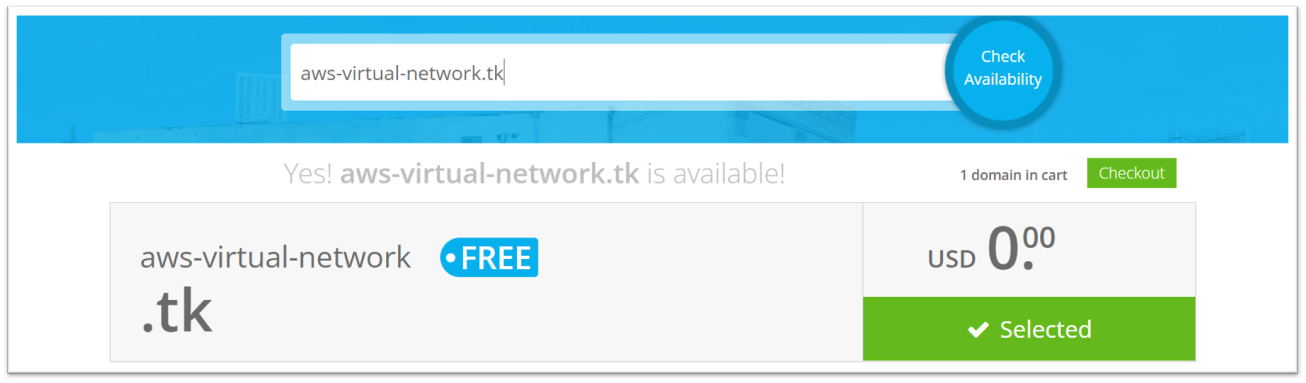 aws-virtual-network.tk
Check
Availability
Yes! aws-virtual-network.tk is available!
1 domain in cart
Checkout
aws-virtual-network
FREE
.tk
USD 0.00
Selected